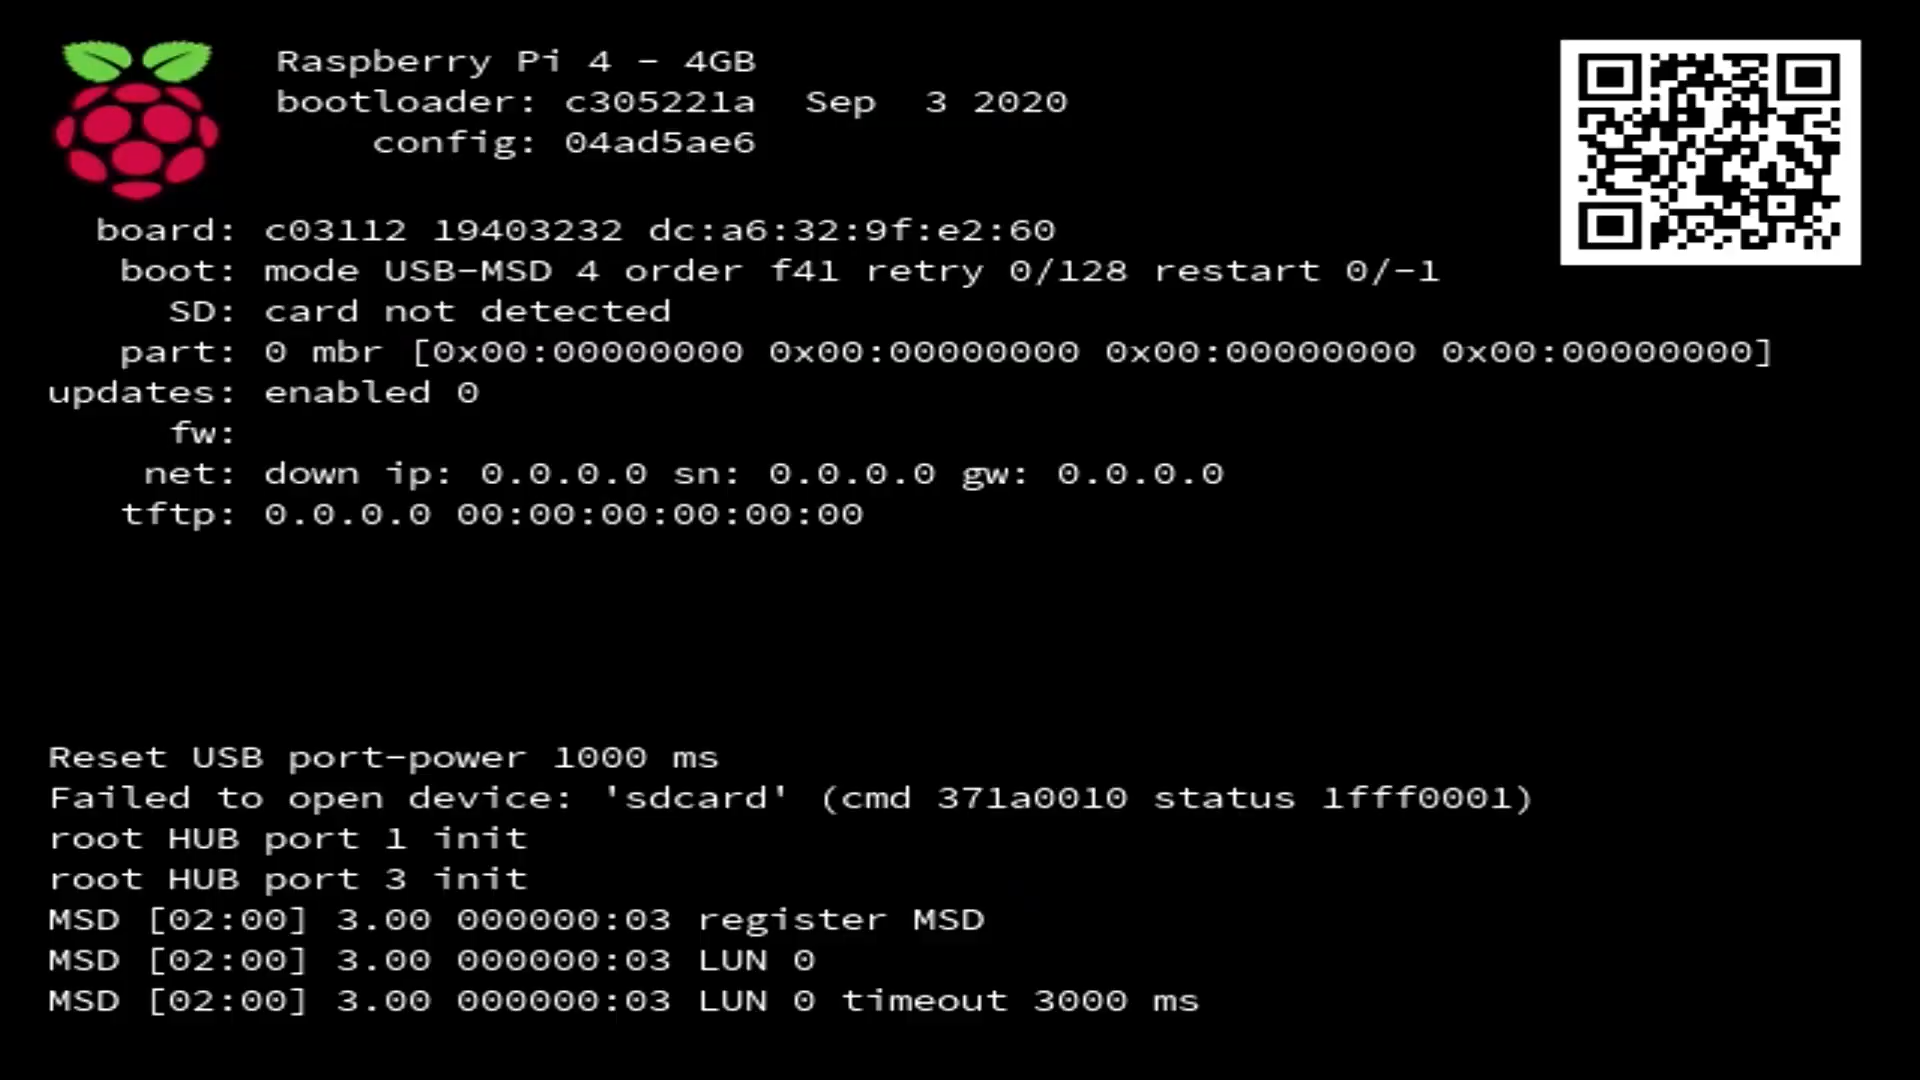 Raspberry Pi 4 - 4GB
bootloader: c305221a  Sep  3 2020
config: 04ad5ae6
board: c03112 19403232 dc:a6:32:9f:e2:60
boot: mode USB-MSD 4 order f41 retry 0/128 restart 0/-1
SD: card not detected
part: 0 mbr [0x00:00000000 0x00:00000000 0x00:00000000 0x00:00000000]
updates: enabled 0
fw:
net: down ip: 0.0.0.0 sn: 0.0.0.0 gw: 0.0.0.0
tftp: 0.0.0.0 00:00:00:00:00:00
Reset USB port-power 1000 ms
Failed to open device: 'sdcard' (cmd 371a0010 status 1fff0001)
root HUB port 1 init
root HUB port 3 init
MSD [02:00] 3.00 000000:03 register MSD
MSD [02:00] 3.00 000000:03 LUN 0
MSD [02:00] 3.00 000000:03 LUN 0 timeout 3000 ms